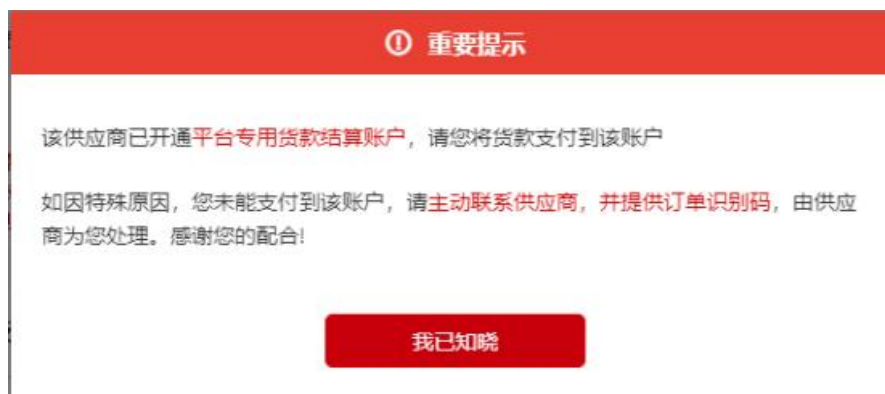 重要提示
该供应商已开通平台专用货款结算账户，请您将货款支付到该账户
如因特殊原因，您未能支付到该账户，请主动联系供应商，并提供订单识别码，由供应
商为您处理。感谢您的配合!
我已知晓